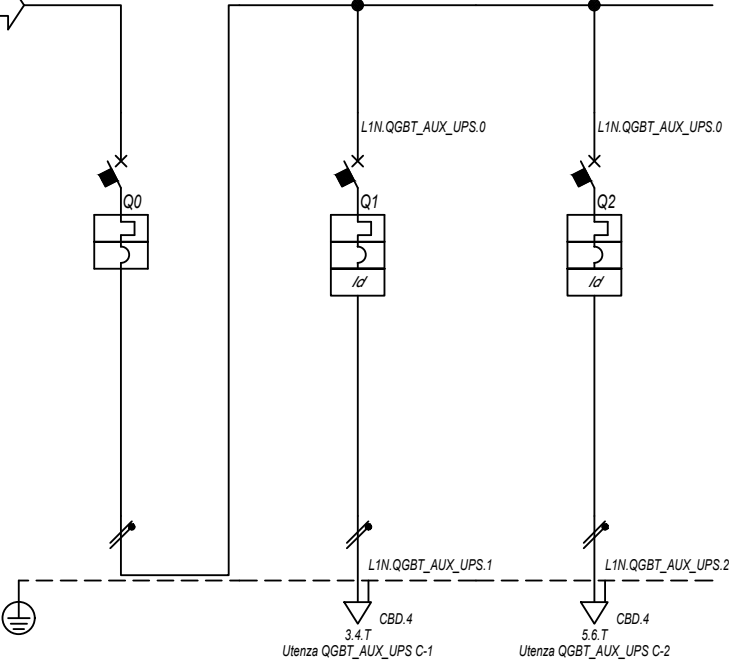 L1N.QGBT_AUX_UPS.0
L1N.QGBT_AUX_UPS.0
Q0
Q1
Q2
Id
Id
L1N.QGBT_AUX_UPS.1
L1N.QGBT_AUX_UPS.2
CBD.4
CBD.4
3.4.T
5.6.T
Utenza QGBT_AUX_UPS C-1
Utenza QGBT_AUX_UPS C-2